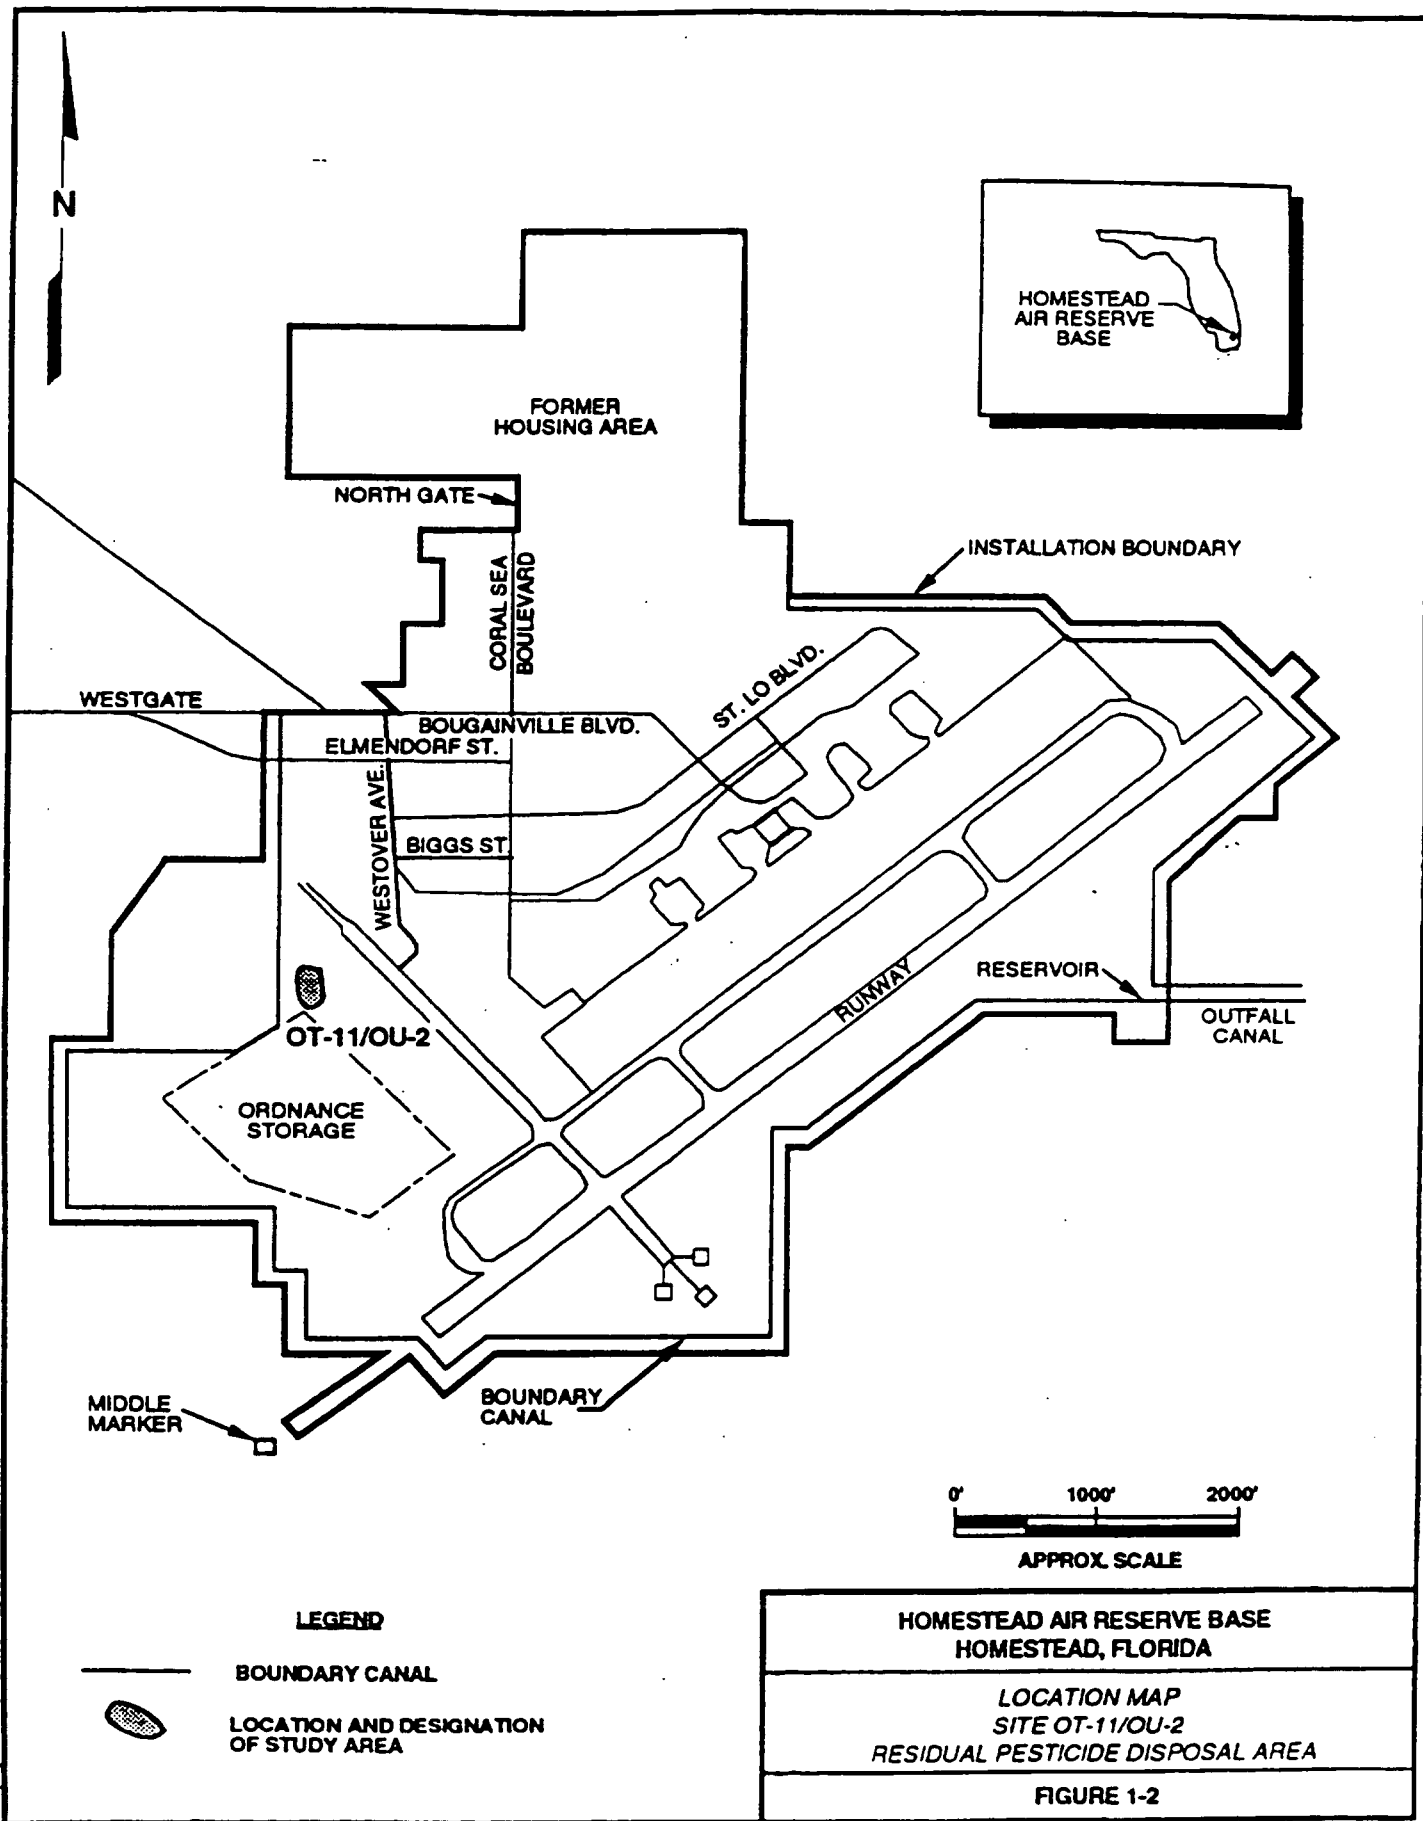 N
HOMESTEAD
AIR RESERVE
BASE
FORMER
HOUSING AREA
NORTH GATE
INSTALLATION BOUNDARY
CORAL SEA
BOULEVARD
ST. LO BLVD.
WESTGATE
BOUGAINVILLE BLVD.
ELMENDORF ST.
WESTOVER AVE.
BIGGS ST
RESERVOIR
RUNWAY
OUTFALL
CANAL
OT-11/OU-2
ORDNANCE
STORAGE
MIDDLE
MARKER
BOUNDARY
CANAL
0' 1000' 2000'
APPROX. SCALE
LEGEND
BOUNDARY CANAL
LOCATION AND DESIGNATION
OF STUDY AREA
HOMESTEAD AIR RESERVE BASE
HOMESTEAD, FLORIDA
LOCATION MAP
SITE OT-11/OU-2
RESIDUAL PESTICIDE DISPOSAL AREA
FIGURE 1-2